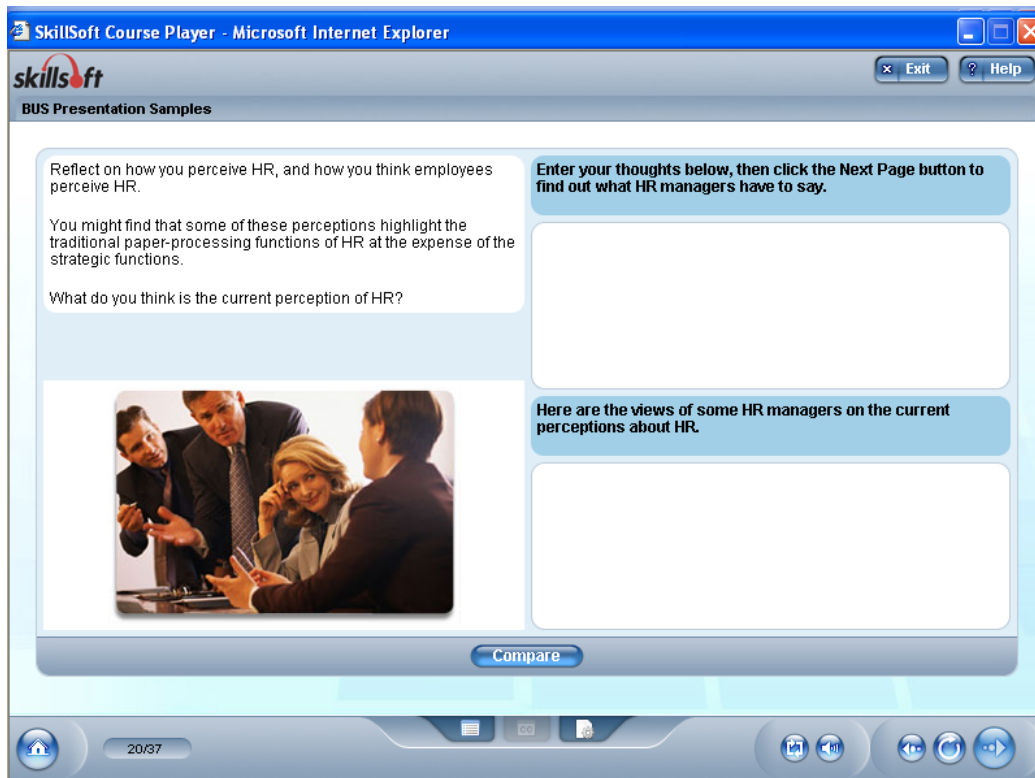 SkillSoft Course Player - Microsoft Internet Explorer
skillsoft
× Exit
? Help
BUS Presentation Samples
Reflect on how you perceive HR, and how you think employees
perceive HR.
You might find that some of these perceptions highlight the
traditional paper-processing functions of HR at the expense of the
strategic functions.
What do you think is the current perception of HR?
Enter your thoughts below, then click the Next Page button to
find out what HR managers have to say.
Here are the views of some HR managers on the current
perceptions about HR.
Compare
20/37
CC